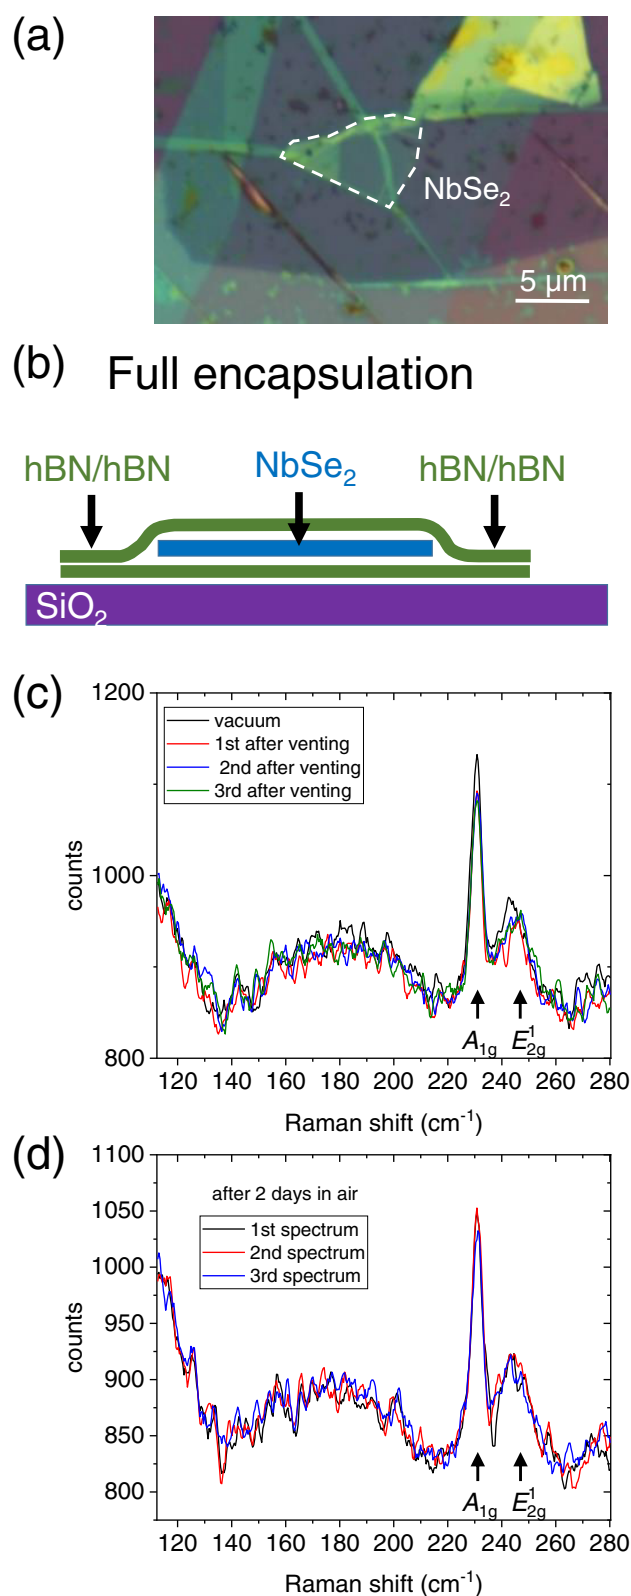 (a)
NbSe₂
5 µm
(b) Full encapsulation
hBN/hBN NbSe₂ hBN/hBN
SiO₂
(c)
1200
1000
800
counts
vacuum
1st after venting
2nd after venting
3rd after venting
A₁g E¹₂g
120 140 160 180 200 220 240 260 280
Raman shift (cm⁻¹)
(d)
1100
1050
1000
950
900
850
800
counts
after 2 days in air
1st spectrum
2nd spectrum
3rd spectrum
A₁g E¹₂g
120 140 160 180 200 220 240 260 280
Raman shift (cm⁻¹)